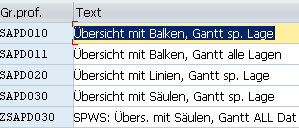 Gr.prof. Text
SAPD010 Übersicht mit Balken, Gantt sp. Lage
SAPD011 Übersicht mit Balken, Gantt alle Lagen
SAPD020 Übersicht mit Linien, Gantt sp. Lage
SAPD030 Übersicht mit Säulen, Gantt sp. Lage
ZSAPD030 SPWS: Übers. mit Säulen, Gantt ALL Dat